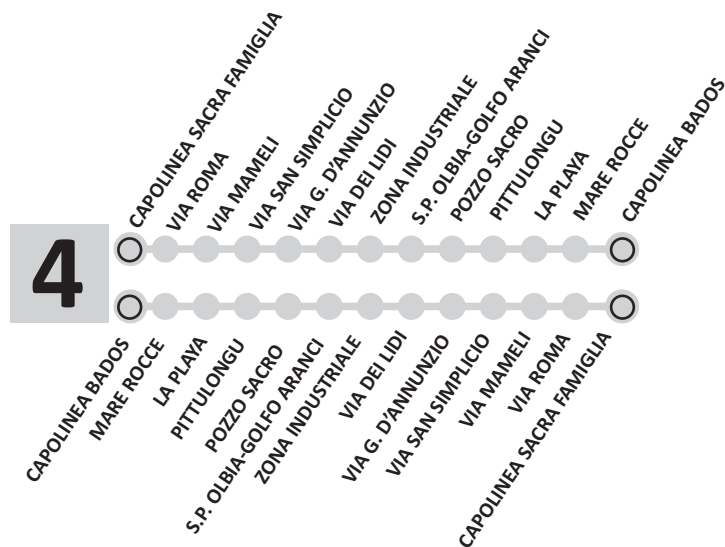 CAPOLINEA SACRA FAMIGLIA
VIA ROMA
VIA MAMELI
VIA SAN SIMPLICIO
VIA G. D'ANNUNZIO
VIA DEI LIDI
ZONA INDUSTRIALE
S.P. OLBIA-GOLFO ARANCI
POZZO SACRO
PITTULONGU
LA PLAYA
MARE ROCCE
CAPOLINEA BADOS
4
CAPOLINEA BADOS
MARE ROCCE
LA PLAYA
PITTULONGU
POZZO SACRO
S.P. OLBIA-GOLFO ARANCI
ZONA INDUSTRIALE
VIA DEI LIDI
VIA G. D'ANNUNZIO
VIA SAN SIMPLICIO
VIA MAMELI
VIA ROMA
CAPOLINEA SACRA FAMIGLIA